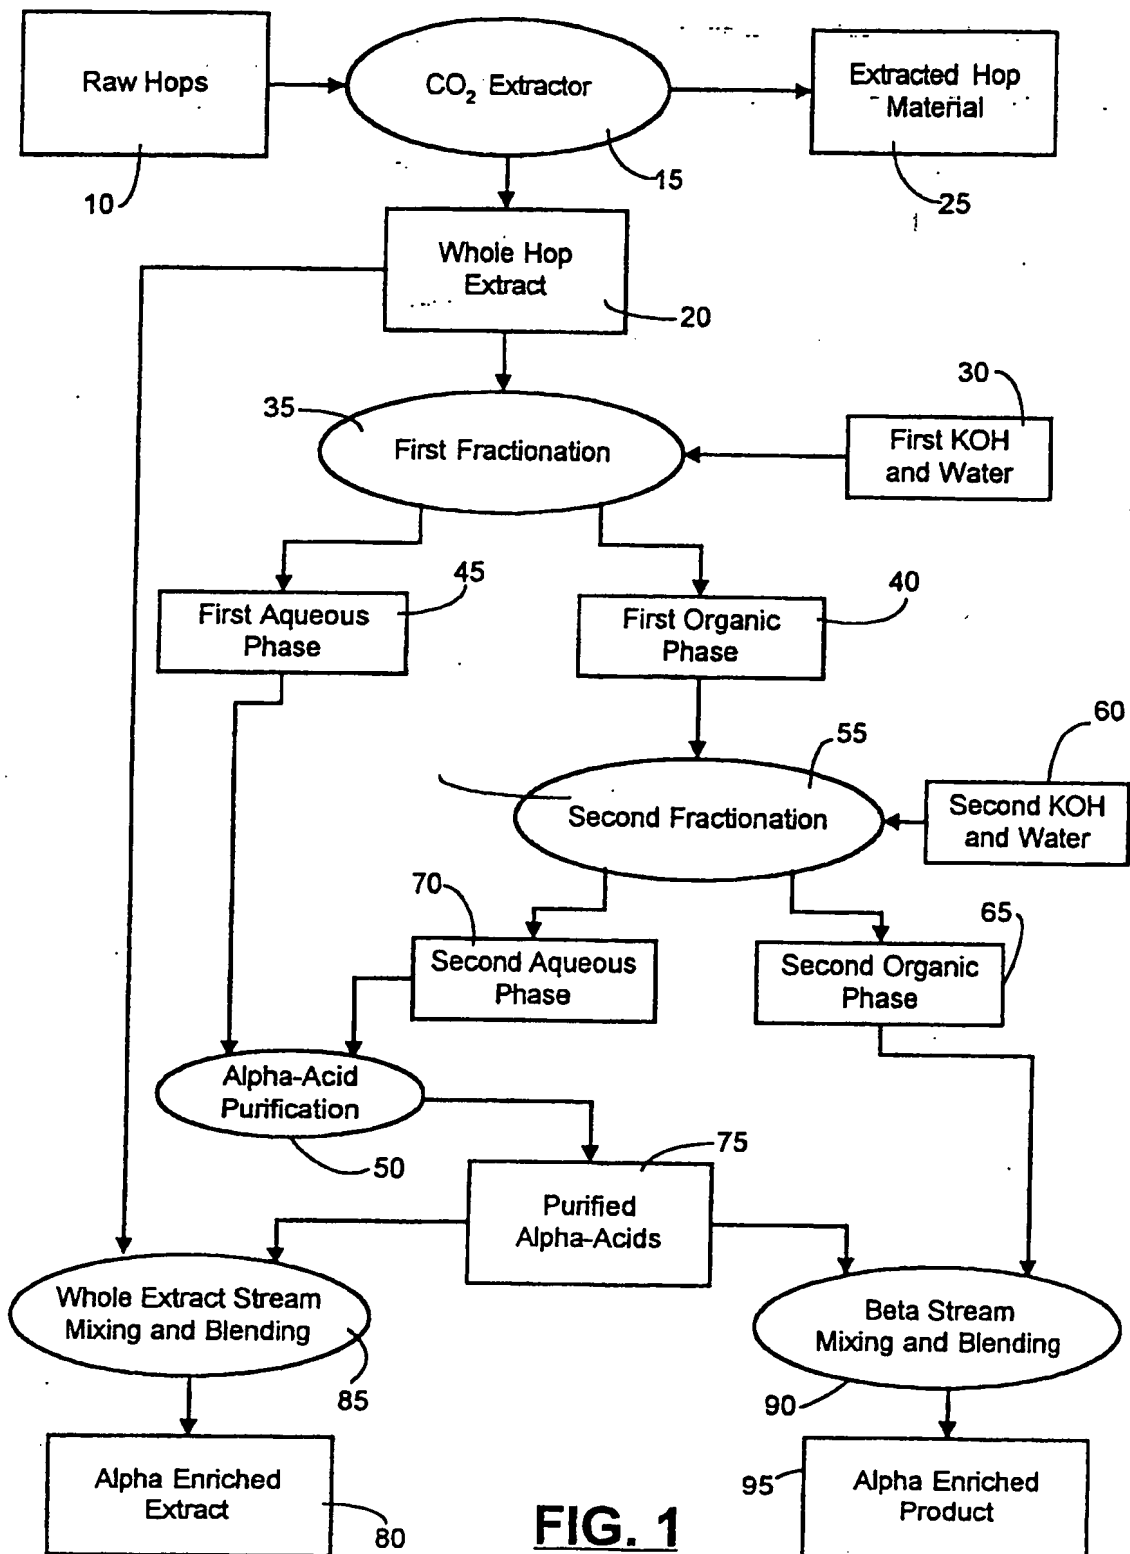 Raw Hops
CO₂ Extractor
Extracted Hop
Material
10
15
25
Whole Hop
Extract
20
35
First Fractionation
30
First KOH
and Water
45
First Aqueous
Phase
40
First Organic
Phase
55
Second Fractionation
60
Second KOH
and Water
70
Second Aqueous
Phase
65
Second Organic
Phase
Alpha-Acid
Purification
50
75
Purified
Alpha-Acids
Whole Extract Stream
Mixing and Blending
85
Beta Stream
Mixing and Blending
90
Alpha Enriched
Extract
80
95
Alpha Enriched
Product
FIG. 1